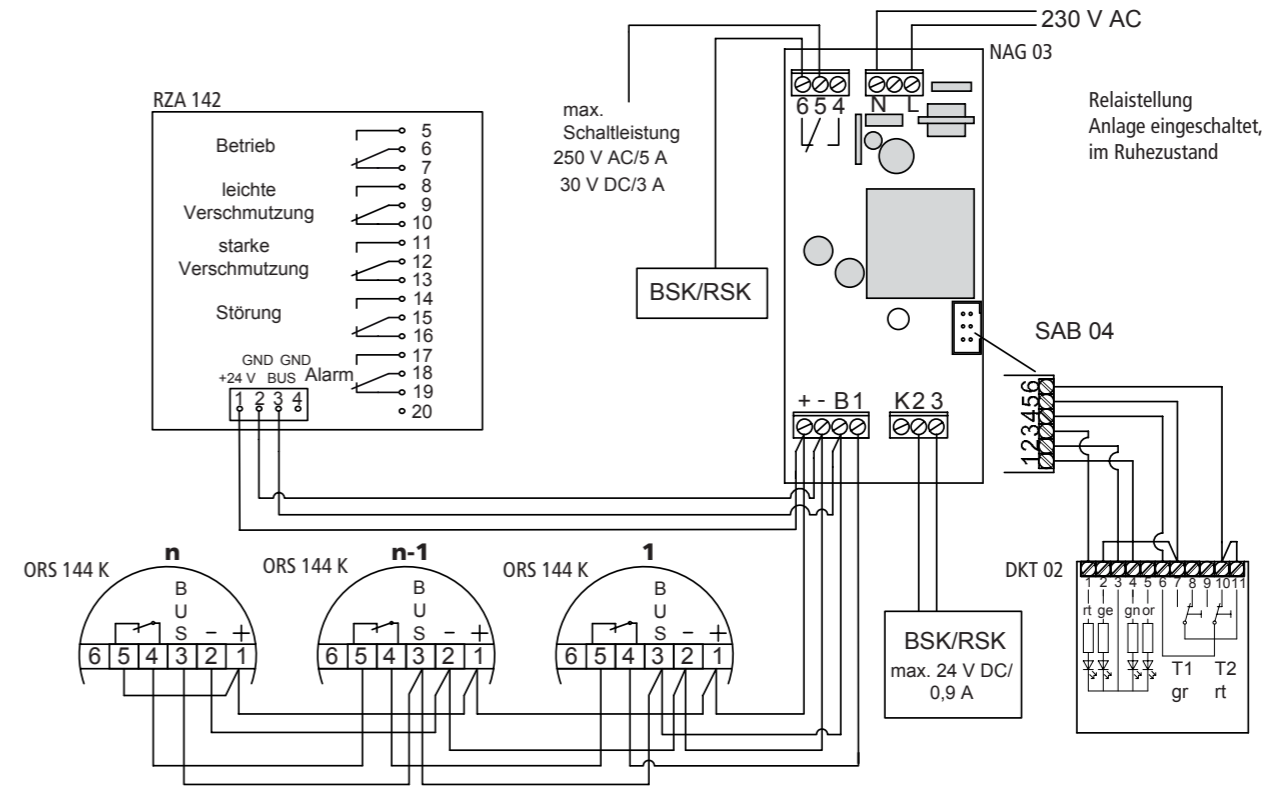 230 V AC
NAG 03
6 5 4
N L
max.
Schaltleistung
250 V AC/5 A
30 V DC/3 A
Relaistellung
Anlage eingeschaltet,
im Ruhezustand
RZA 142
Betrieb
leichte
Verschmutzung
starke
Verschmutzung
Störung
Alarm
5
6
7
8
9
10
11
12
13
14
15
16
17
18
19
20
GND GND
+24 V BUS
1 2 3 4
BSK/RSK
SAB 04
1 2 3 4 5 6
+ - B 1
K 2 3
n
ORS 144 K
B
U
S
- +
6 5 4 3 2 1
n-1
ORS 144 K
B
U
S
- +
6 5 4 3 2 1
1
ORS 144 K
B
U
S
- +
6 5 4 3 2 1
BSK/RSK
max. 24 V DC/
0,9 A
DKT 02
1 2 3 4 5 6 7 8 9 10 11
rt ge gn or
T1 T2
gr rt